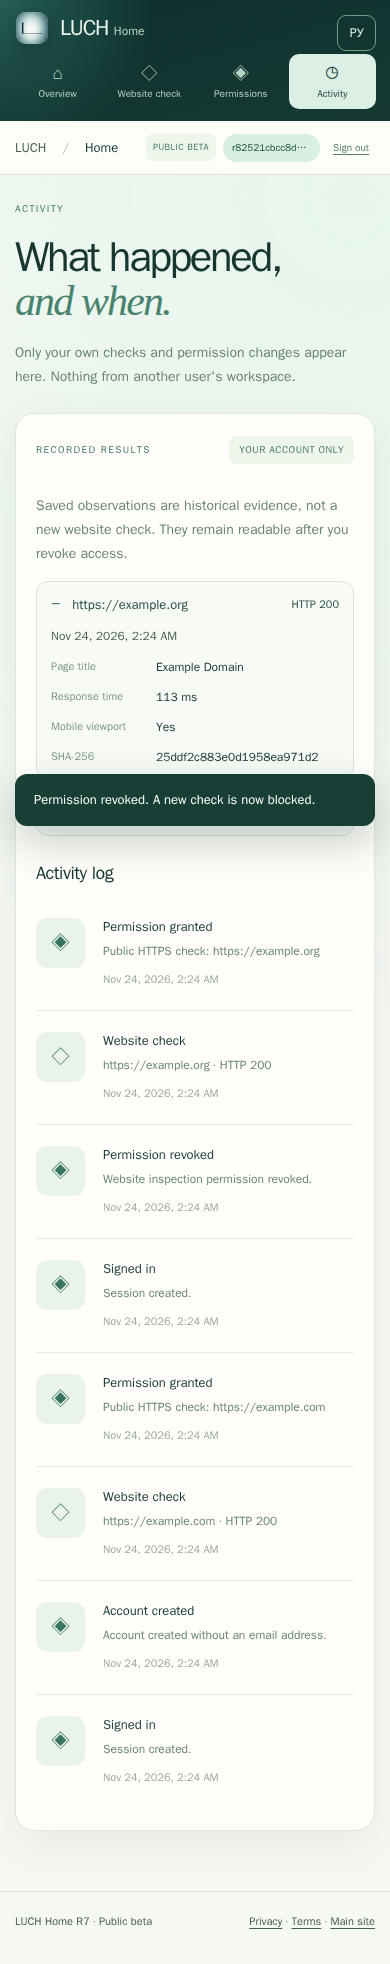 LUCH Home
РУ
Overview
Website check
Permissions
Activity
LUCH / Home
PUBLIC BETA
r82521cbcc8d···
Sign out
ACTIVITY
What happened,
and when.
Only your own checks and permission changes appear
here. Nothing from another user's workspace.
RECORDED RESULTS
YOUR ACCOUNT ONLY
Saved observations are historical evidence, not a
new website check. They remain readable after you
revoke access.
— https://example.org HTTP 200
Nov 24, 2026, 2:24 AM
Page title Example Domain
Response time 113 ms
Mobile viewport Yes
SHA-256 25ddf2c883e0d1958ea971d2
Permission revoked. A new check is now blocked.
Activity log
Permission granted
Public HTTPS check: https://example.org
Nov 24, 2026, 2:24 AM
Website check
https://example.org · HTTP 200
Nov 24, 2026, 2:24 AM
Permission revoked
Website inspection permission revoked.
Nov 24, 2026, 2:24 AM
Signed in
Session created.
Nov 24, 2026, 2:24 AM
Permission granted
Public HTTPS check: https://example.com
Nov 24, 2026, 2:24 AM
Website check
https://example.com · HTTP 200
Nov 24, 2026, 2:24 AM
Account created
Account created without an email address.
Nov 24, 2026, 2:24 AM
Signed in
Session created.
Nov 24, 2026, 2:24 AM
LUCH Home R7 · Public beta
Privacy · Terms · Main site